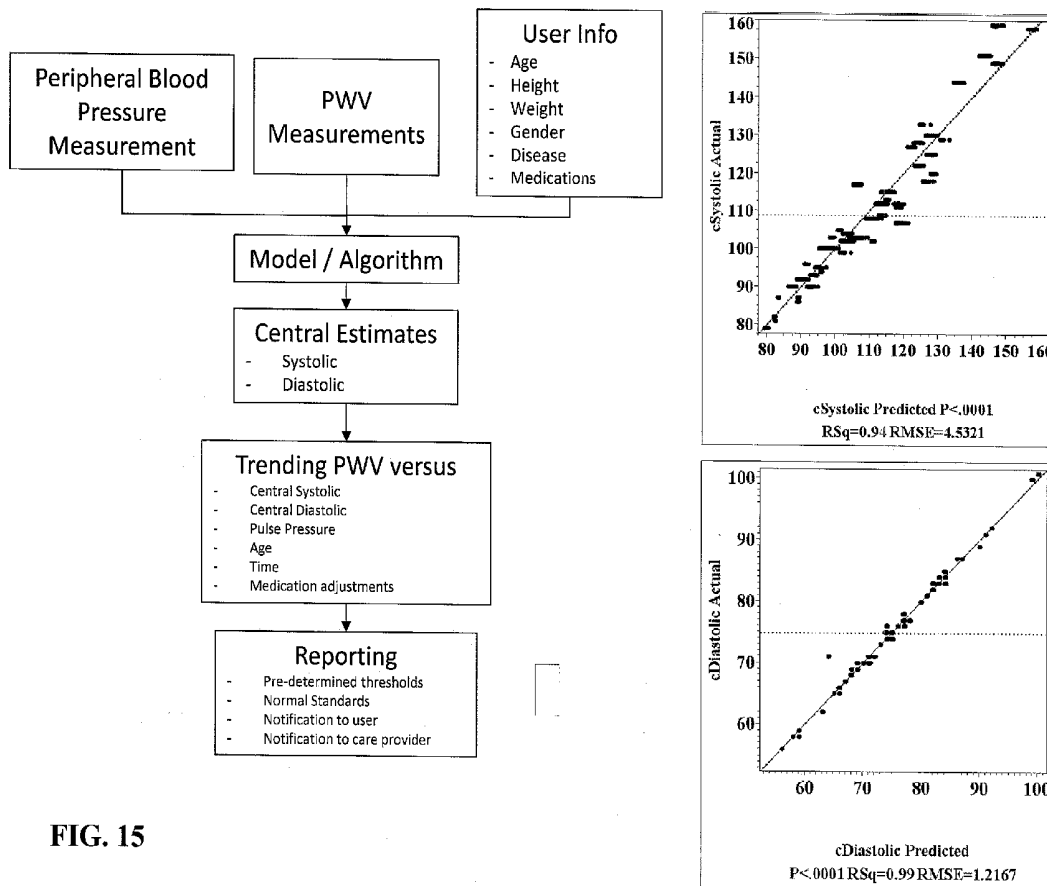 Peripheral Blood
Pressure
Measurement
PWV
Measurements
User Info
- Age
- Height
- Weight
- Gender
- Disease
- Medications
Model / Algorithm
Central Estimates
- Systolic
- Diastolic
Trending PWV versus
- Central Systolic
- Central Diastolic
- Pulse Pressure
- Age
- Time
- Medication adjustments
Reporting
- Pre-determined thresholds
- Normal Standards
- Notification to user
- Notification to care provider
FIG. 15
cSystolic Actual
160
150
140
130
120
110
100
90
80
80 90 100 110 120 130 140 150 160
cSystolic Predicted P<.0001
RSq=0.94 RMSE=4.5321
cDiastolic Actual
100
90
80
70
60
60 70 80 90 100
cDiastolic Predicted
P<.0001 RSq=0.99 RMSE=1.2167